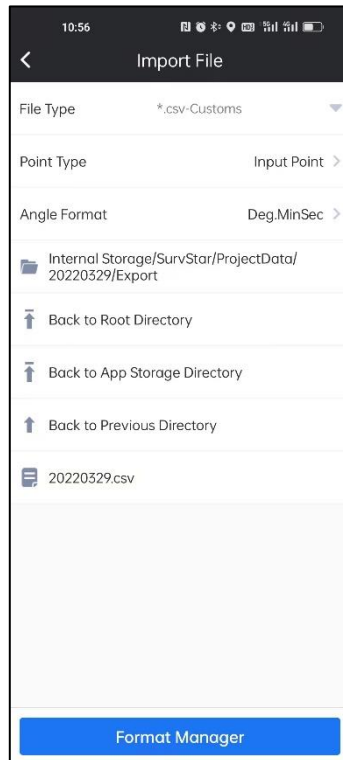 10:56
Import File
File Type *.csv-Customs
Point Type Input Point
Angle Format Deg.MinSec
Internal Storage/SurvStar/ProjectData/
20220329/Export
Back to Root Directory
Back to App Storage Directory
Back to Previous Directory
20220329.csv
Format Manager